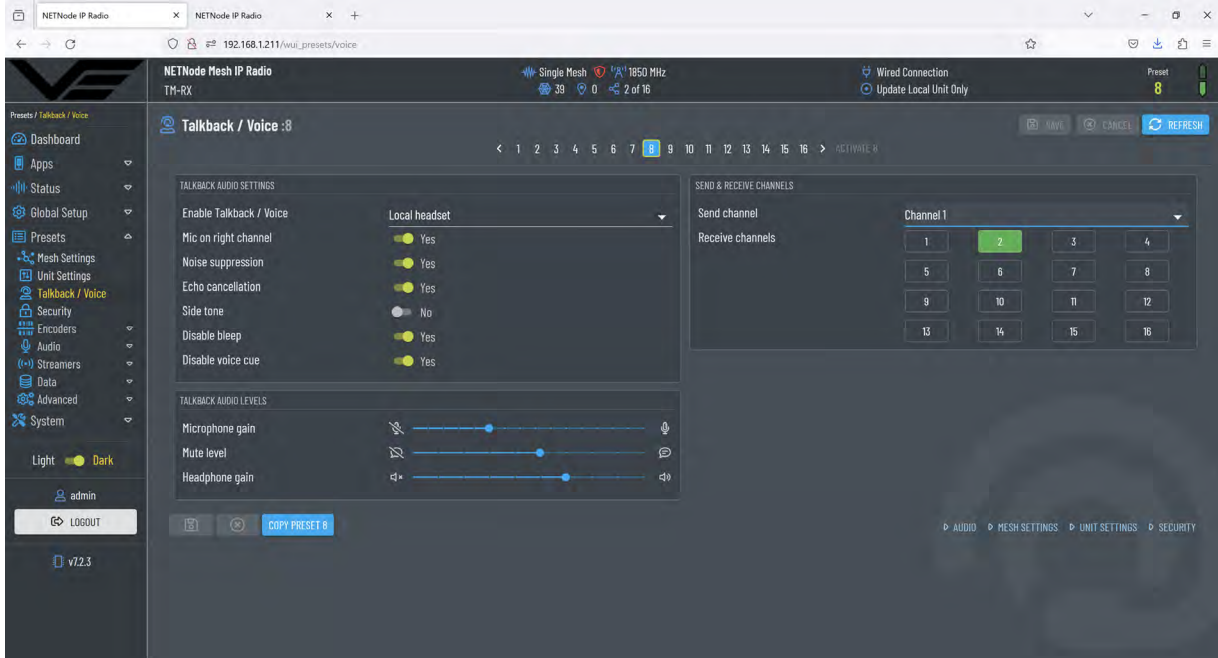 NETNode IP Radio
NETNode IP Radio
192.168.1.211/wui_presets/voice
NETNode Mesh IP Radio
TM-RX
Single Mesh 1850 MHz
39 0 2 of 16
Wired Connection
Update Local Unit Only
Preset
8
Presets / Talkback / Voice
Dashboard
Apps
Status
Global Setup
Presets
Mesh Settings
Unit Settings
Talkback / Voice
Security
Encoders
Audio
Streamers
Data
Advanced
System
Light Dark
admin
LOGOUT
v7.2.3
Talkback / Voice :8
SAVE CANCEL REFRESH
< 1 2 3 4 5 6 7 8 9 10 11 12 13 14 15 16 > ACTIVATE 8
TALKBACK AUDIO SETTINGS
Enable Talkback / Voice Local headset
Mic on right channel Yes
Noise suppression Yes
Echo cancellation Yes
Side tone No
Disable bleep Yes
Disable voice cue Yes
TALKBACK AUDIO LEVELS
Microphone gain
Mute level
Headphone gain
COPY PRESET 8
SEND & RECEIVE CHANNELS
Send channel Channel 1
Receive channels
1 2 3 4
5 6 7 8
9 10 11 12
13 14 15 16
AUDIO MESH SETTINGS UNIT SETTINGS SECURITY